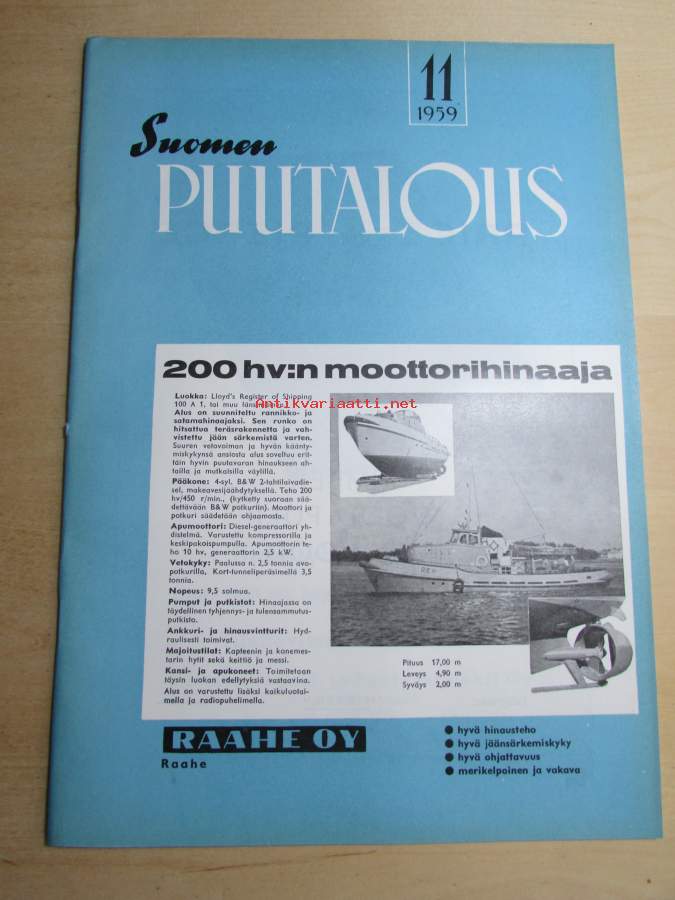 11
1959
Suomen
PUUTALOUS
200 hv:n moottorihinaaja
Luokka: Lloyd's Register of Shipping
100 A 1, tai muu
Antikvariaatti.net
Alus on suunniteltu rannikko- ja
satamahinaajaksi. Sen runko on
hitsattua teräsrakennetta ja vah-
vistettu jään särkemistä varten.
Suuren vetovoiman ja hyvän käänty-
miskykynsä ansiosta alus soveltuu erit-
täin hyvin puutavaran hinaukseen ah-
tailla ja mutkaisilla väylillä.
Pääkone: 4-syl. B&W 2-tahtilaivadie-
sel, makeavesijäähdytyksellä. Teho 200
hv/450 r/min., (kytketty suoraan sää-
dettävään B&W potkuriin). Moottori ja
potkuri säädetään ohjaamosta.
Apumoottori: Diesel-generaattori yh-
distelmä. Varustettu kompressorilla ja
keskipakoispumpulla. Apumoottorin te-
ho 10 hv, generaattorin 2,5 kW.
Vetokyky: Paalussa n. 2,5 tonnia avo-
potkurilla, Kort-tunneliperäsimellä 3,5
tonnia.
Nopeus: 9,5 solmua.
Pumput ja putkistot: Hinaajassa on
täydellinen tyhjennys- ja tulensammutus-
putkisto.
Ankkuri- ja hinausvintturit: Hyd-
raulisesti toimivat.
Majoitustilat: Kapteenin ja konemes-
tarin hytit sekä keittiö ja messi.
Kansi- ja apukoneet: Toimitetaan
täysin luokan edellytyksiä vastaavina.
Alus on varustettu lisäksi kaikuluotai-
mella ja radiopuhelimella.
Pituus 17,00 m
Leveys 4,90 m
Syväys 2,00 m
RAAHE OY
Raahe
● hyvä hinausteho
● hyvä jäänsärkemiskyky
● hyvä ohjattavuus
● merikelpoinen ja vakava